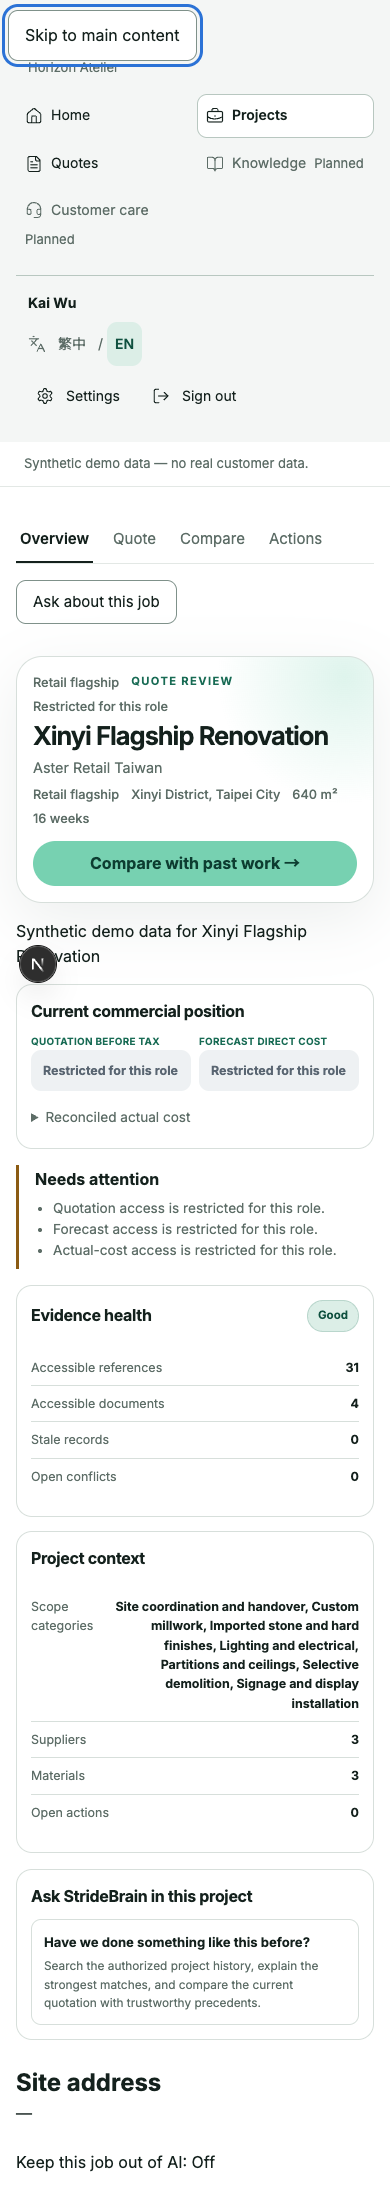 Skip to main content
Horizon Atelier
Home
Projects
Quotes
Knowledge Planned
Customer care
Planned
Kai Wu
繁中 / EN
Settings
Sign out
Synthetic demo data — no real customer data.
Overview Quote Compare Actions
Ask about this job
Retail flagship QUOTE REVIEW
Restricted for this role
Xinyi Flagship Renovation
Aster Retail Taiwan
Retail flagship Xinyi District, Taipei City 640 m²
16 weeks
Compare with past work →
Synthetic demo data for Xinyi Flagship
N
Current commercial position
QUOTATION BEFORE TAX
FORECAST DIRECT COST
Restricted for this role
Restricted for this role
▶ Reconciled actual cost
Needs attention
• Quotation access is restricted for this role.
• Forecast access is restricted for this role.
• Actual-cost access is restricted for this role.
Evidence health Good
Accessible references 31
Accessible documents 4
Stale records 0
Open conflicts 0
Project context
Scope categories
Site coordination and handover, Custom
millwork, Imported stone and hard
finishes, Lighting and electrical,
Partitions and ceilings, Selective
demolition, Signage and display
installation
Suppliers 3
Materials 3
Open actions 0
Ask StrideBrain in this project
Have we done something like this before?
Search the authorized project history, explain the
strongest matches, and compare the current
quotation with trustworthy precedents.
Site address
—
Keep this job out of AI: Off